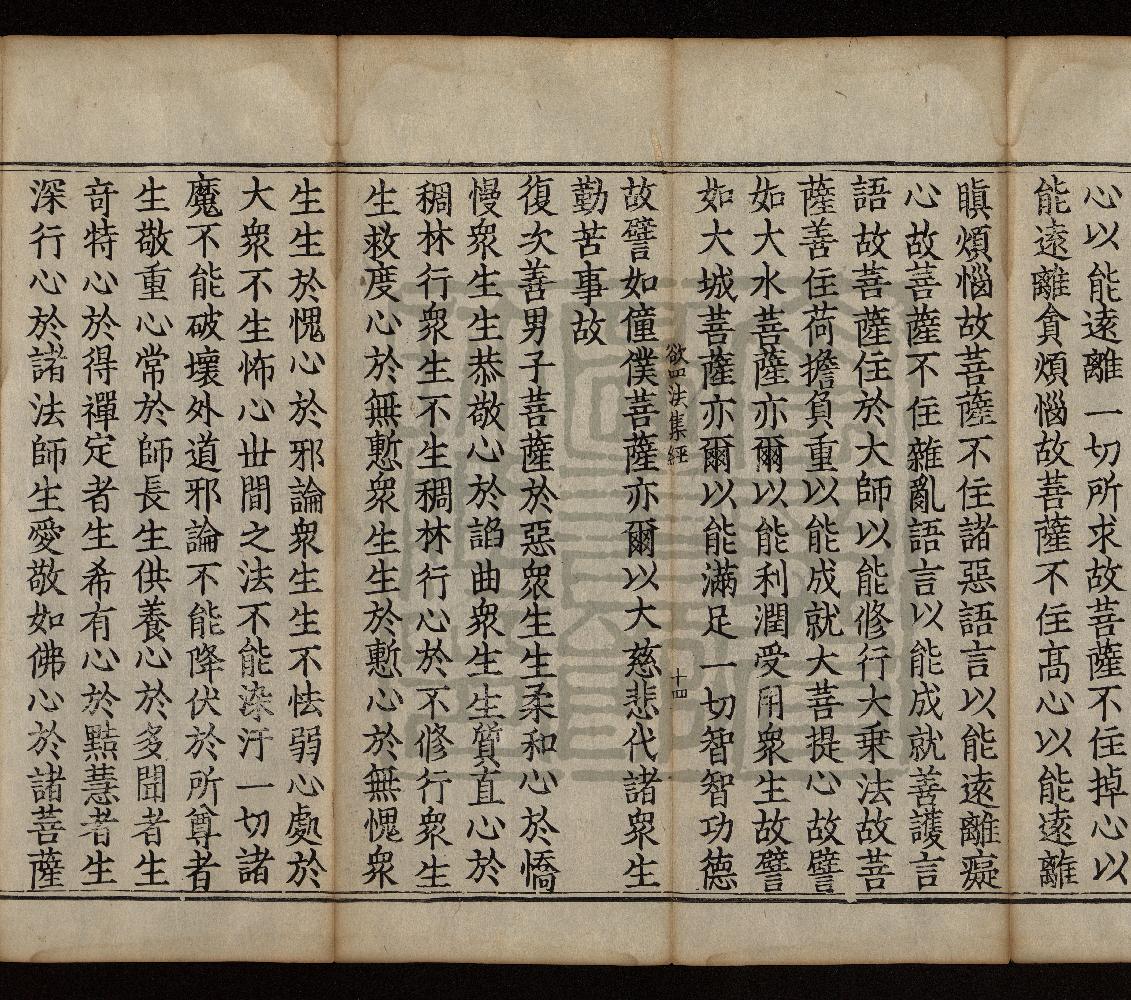 心以能遠離一切所求故菩薩不住掉心以
能遠離貪煩惱故菩薩不住高心以能遠離
瞋煩惱故菩薩不住諸惡語言以能遠離癡
心故菩薩不住雜亂語言以能成就善護言
語故菩薩住於大師以能修行大乗法故菩
薩善住荷擔負重以能成就大菩提心故譬
如大水菩薩亦爾以能利潤受用衆生故譬
如大城菩薩亦爾以能滿足一切智智功德
欲四法集經 十四
故譬如僮僕菩薩亦爾以大慈悲代諸衆生
勤苦事故
復次善男子菩薩於惡衆生生柔和心於憍
慢衆生生恭敬心於諂曲衆生生質直心於
稠林行衆生不生稠林行心於不修行衆生
生救度心於無慙衆生生於慙心於無愧衆
生生於愧心於邪論衆生生不怯弱心處於
大衆不生怖心世間之法不能染汙一切諸
魔不能破壞外道邪論不能降伏於所尊者
生敬重心常於師長生供養心於多聞者生
奇特心於得禪定者生希有心於黠慧者生
深行心於諸法師生愛敬如佛心於諸菩薩